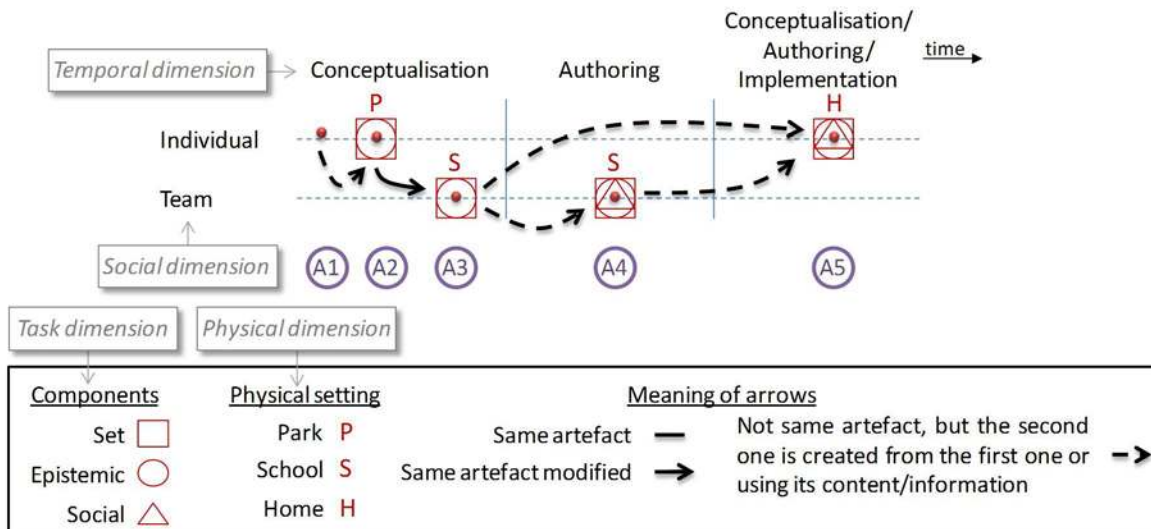 Conceptualisation/
Authoring/
Implementation
time
Temporal dimension
Conceptualisation
Authoring
P
H
Individual
S
S
Team
Social dimension
A1
A2
A3
A4
A5
Task dimension
Physical dimension
Components
Physical setting
Meaning of arrows
Set
Park P
Same artefact
Not same artefact, but the second
one is created from the first one or
using its content/information
Epistemic
School S
Same artefact modified
Social
Home H